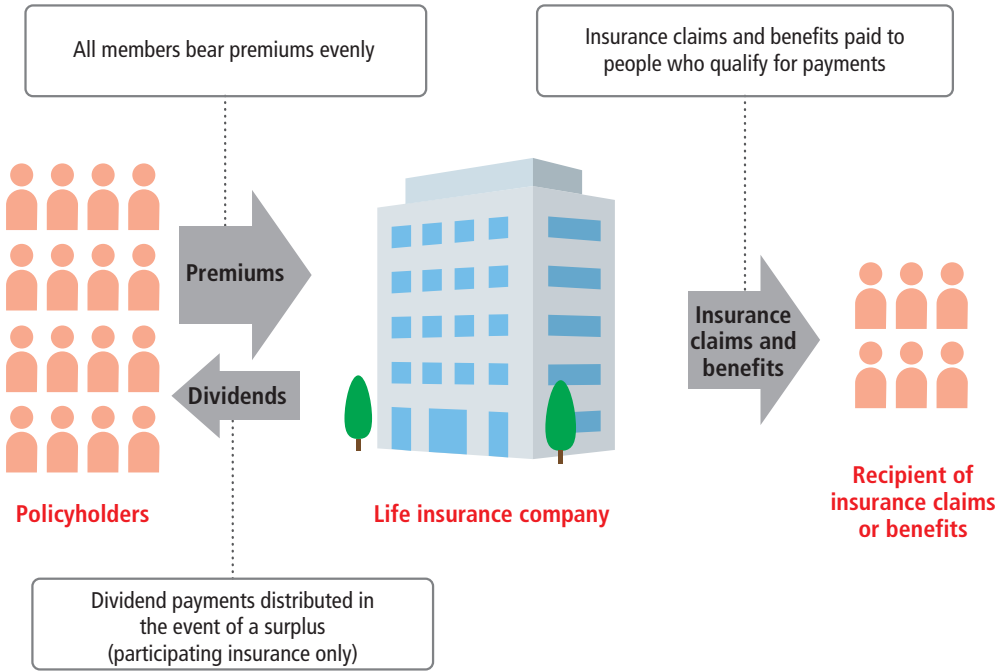 All members bear premiums evenly
Insurance claims and benefits paid to
people who qualify for payments
Premiums
Dividends
Insurance
claims and
benefits
Policyholders
Life insurance company
Recipient of
insurance claims
or benefits
Dividend payments distributed in
the event of a surplus
(participating insurance only)